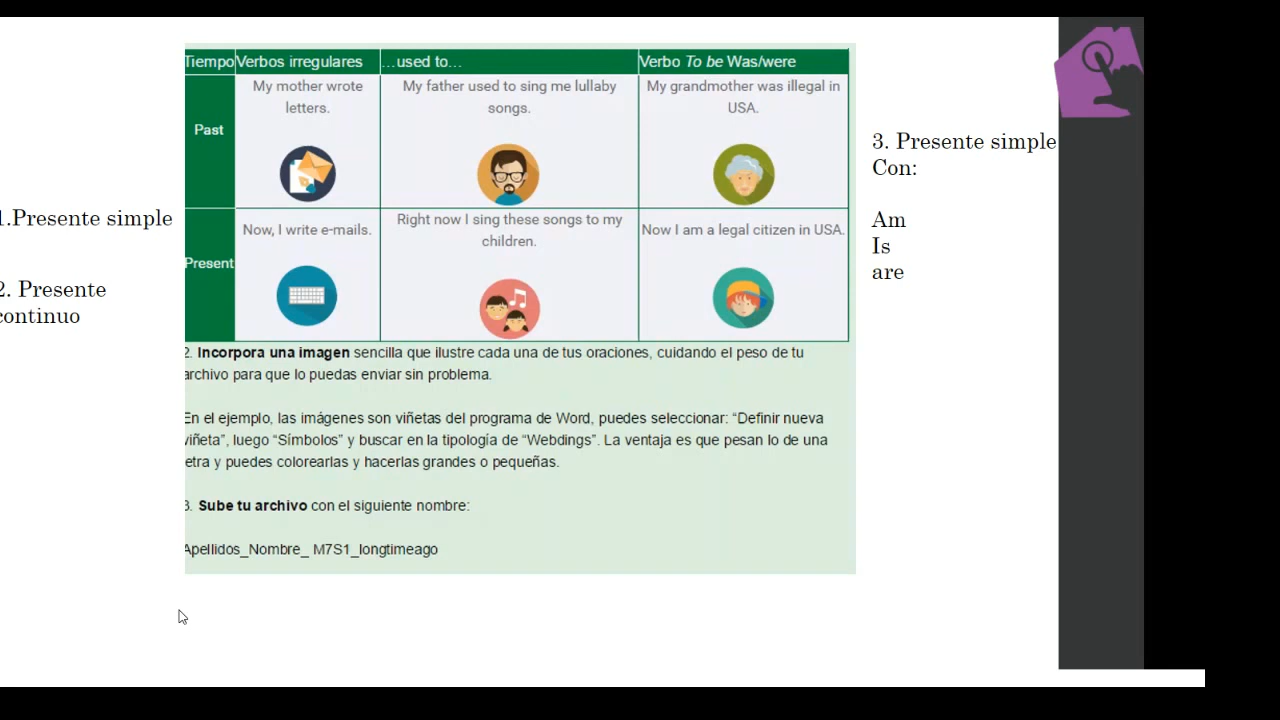 Tiempo Verbos irregulares …used to… Verbo To be Was/were
Past
My mother wrote
letters.
My father used to sing me lullaby
songs.
My grandmother was illegal in
USA.
Present
Now, I write e-mails.
Right now I sing these songs to my
children.
Now I am a legal citizen in USA.
1.Presente simple
2. Presente
continuo
3. Presente simple
Con:
Am
Is
are
2. Incorpora una imagen sencilla que ilustre cada una de tus oraciones, cuidando el peso de tu
archivo para que lo puedas enviar sin problema.
En el ejemplo, las imágenes son viñetas del programa de Word, puedes seleccionar: “Definir nueva
viñeta”, luego “Símbolos” y buscar en la tipología de “Webdings”. La ventaja es que pesan lo de una
letra y puedes colorearlas y hacerlas grandes o pequeñas.
3. Sube tu archivo con el siguiente nombre:
Apellidos_Nombre_ M7S1_longtimeago